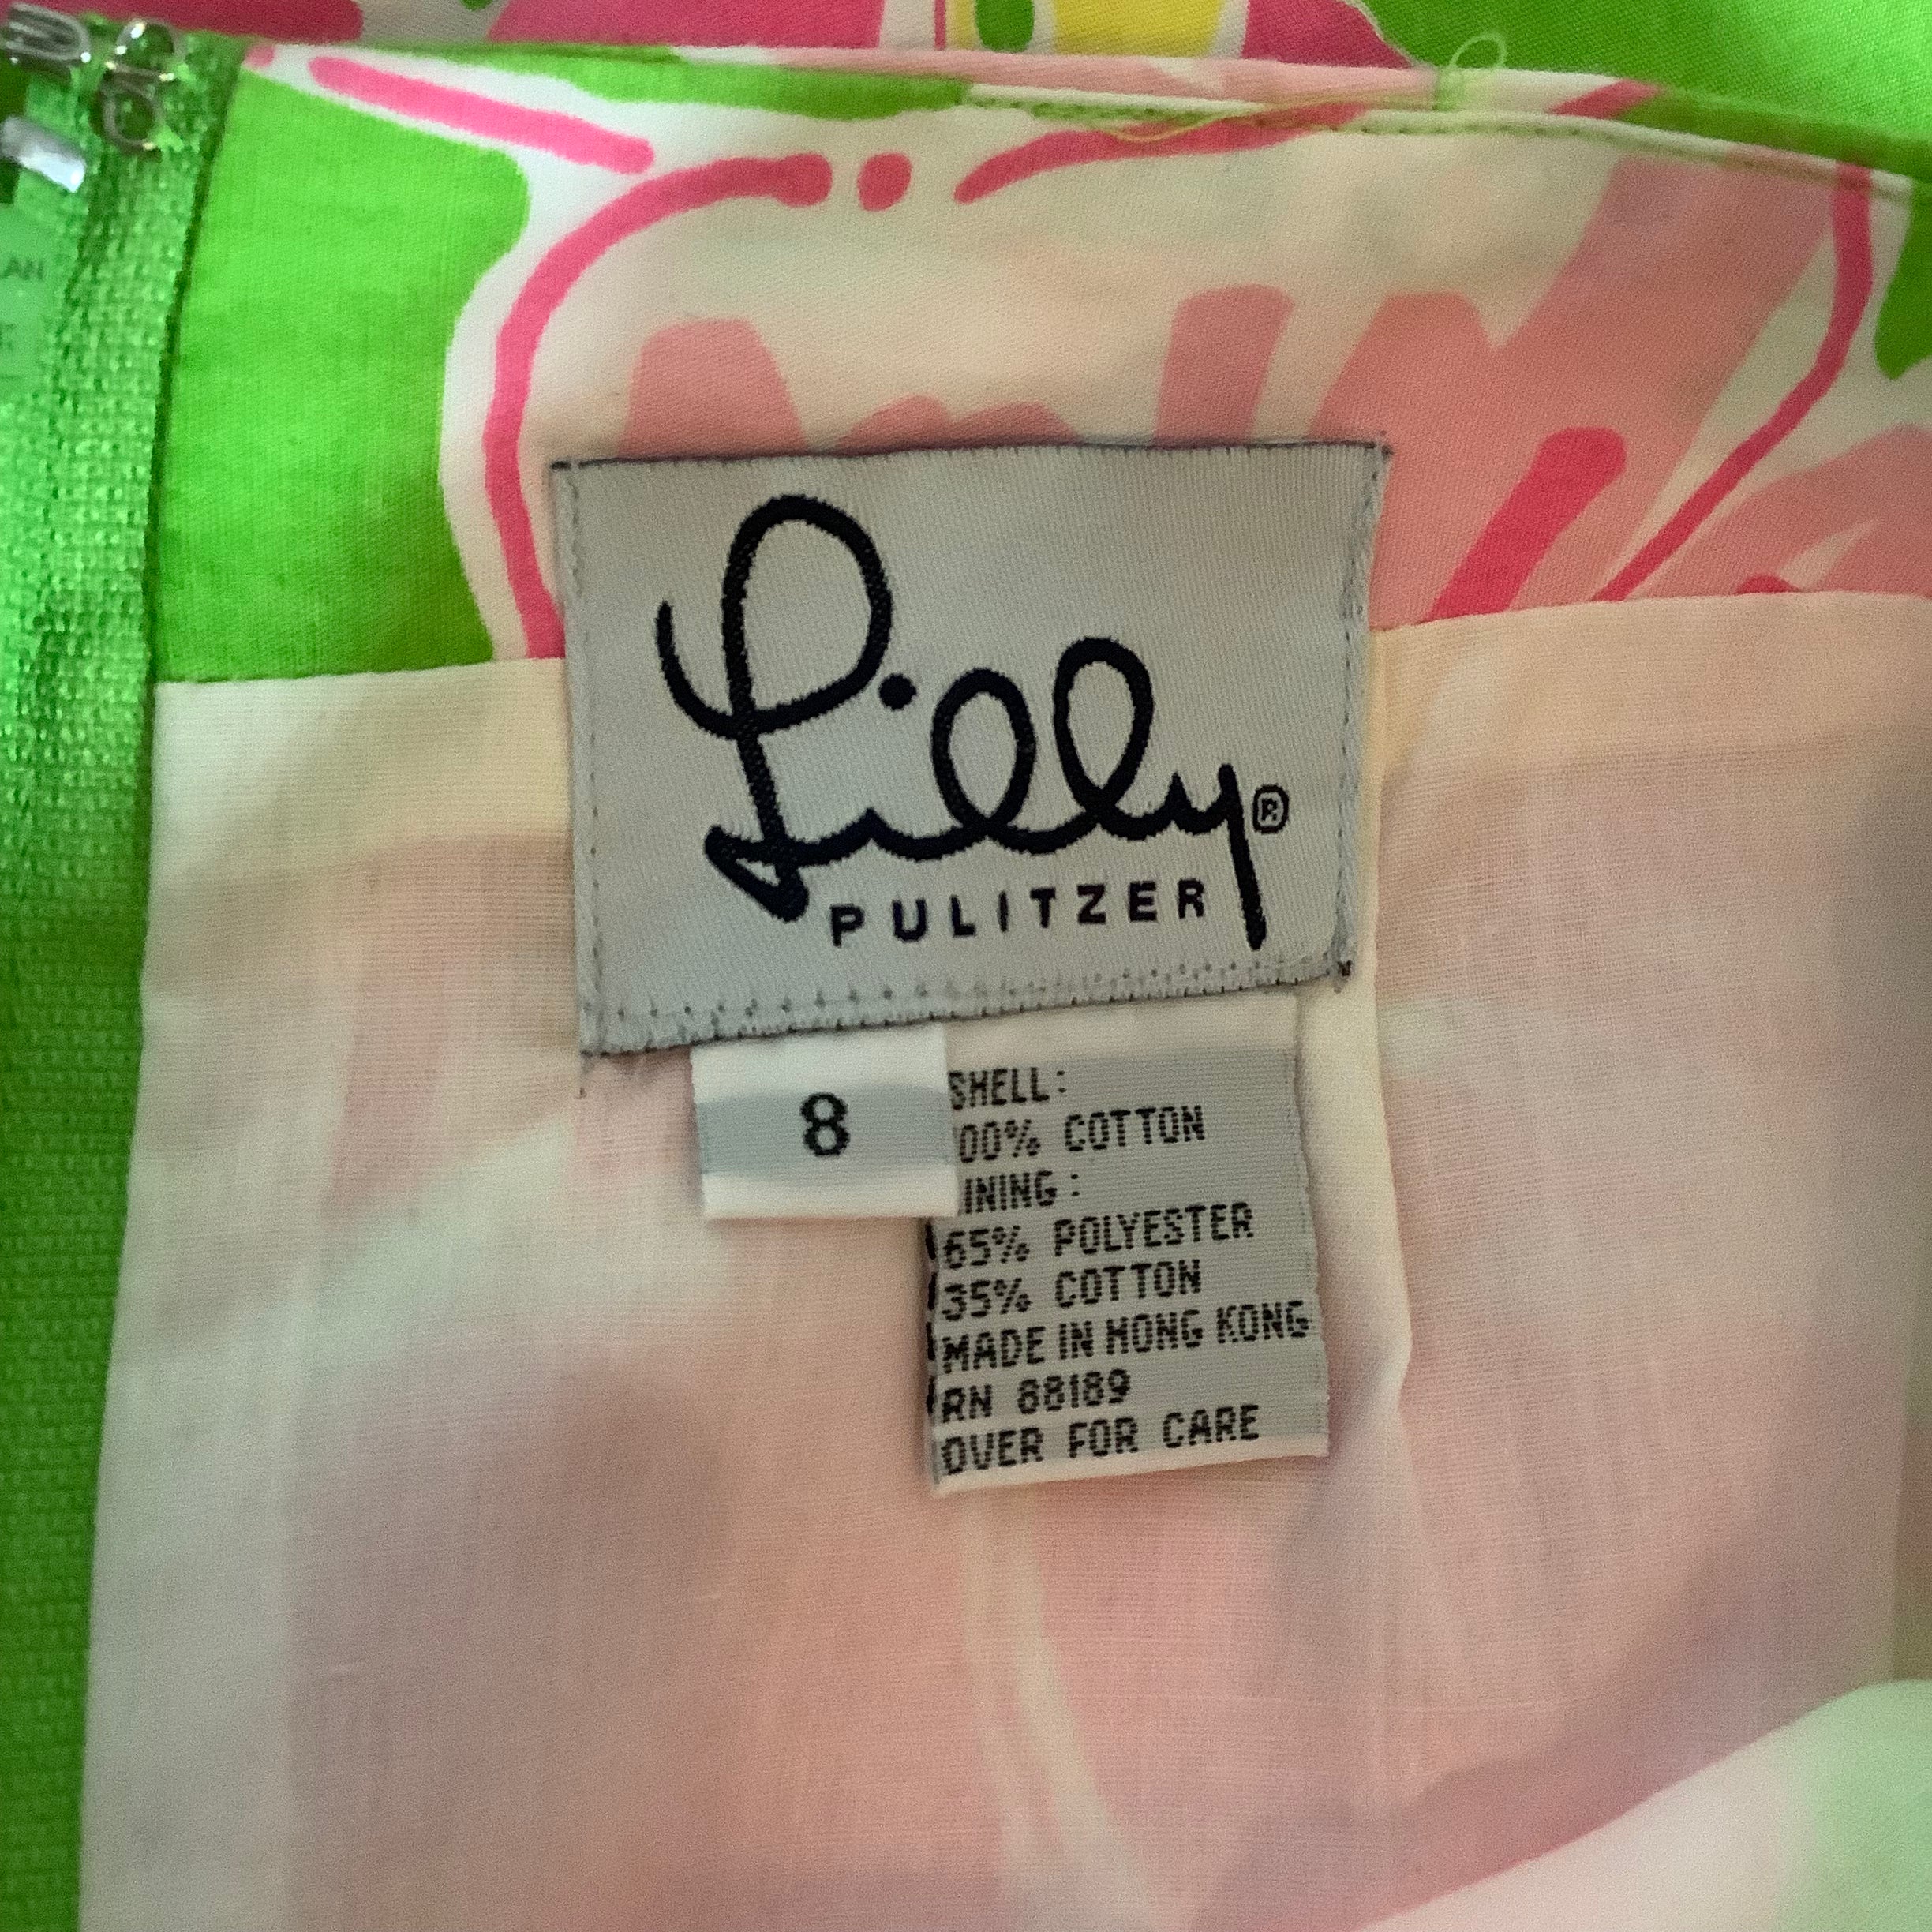 Lilly®
PULITZER
8
SHELL:
00% COTTON
INING:
65% POLYESTER
35% COTTON
MADE IN HONG KONG
RN 88189
OVER FOR CARE
AN